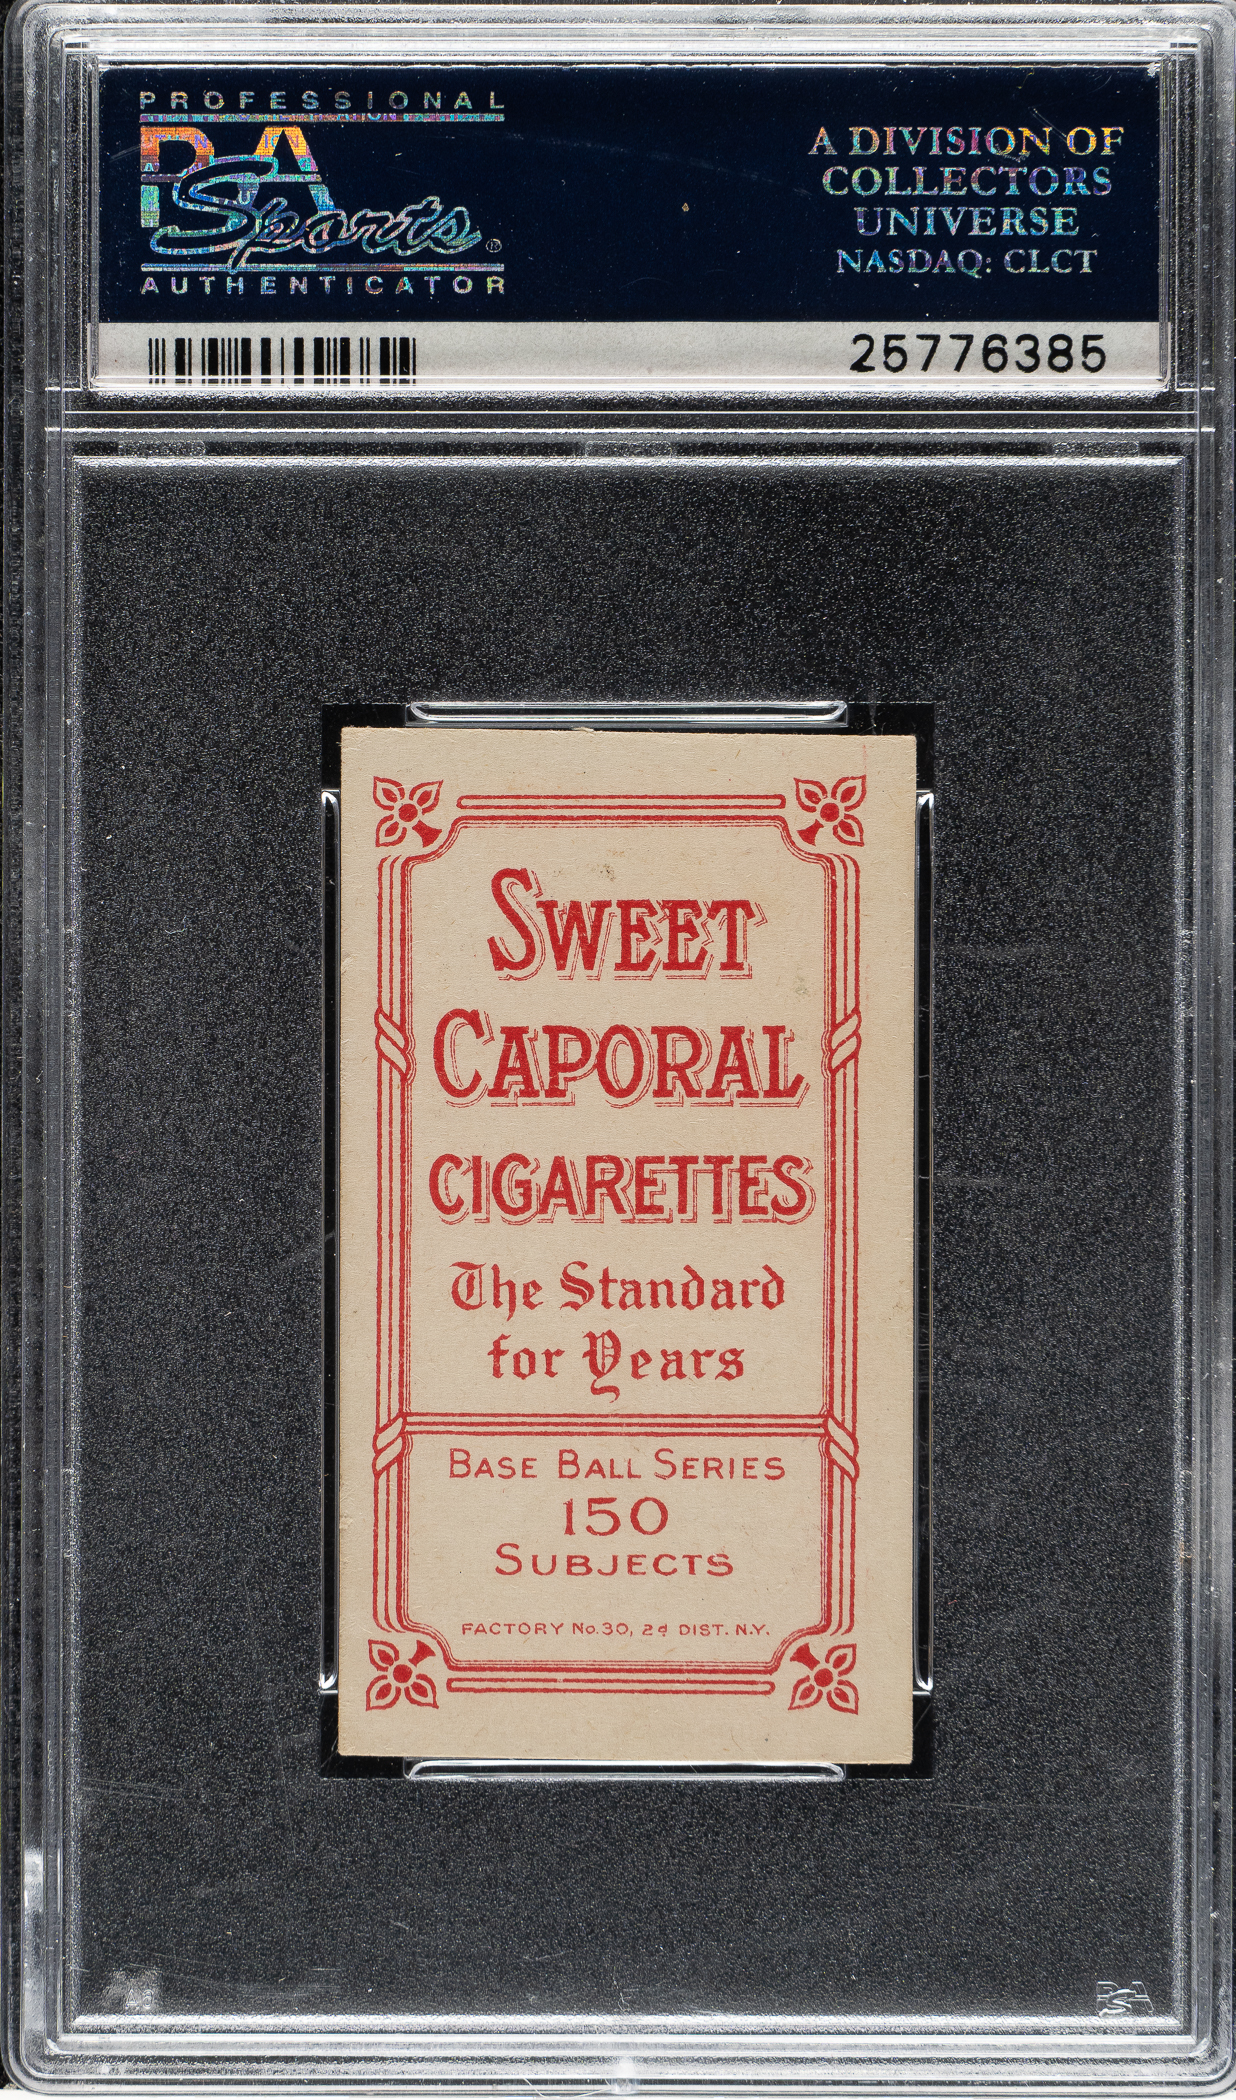 PROFESSIONAL
PSA
Sports®
AUTHENTICATOR
A DIVISION OF
COLLECTORS
UNIVERSE
NASDAQ: CLCT
25776385
SWEET
CAPORAL
CIGARETTES
The Standard
for Years
BASE BALL SERIES
150
SUBJECTS
FACTORY No. 30, 2d DIST. N.Y.
PSA